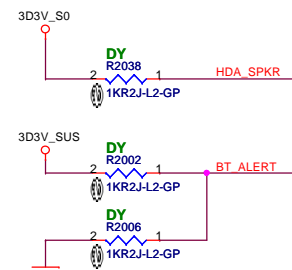 3D3V_S0
DY
R2038
2
1
HDA_SPKR
1KR2J-L2-GP
3D3V_SUS
DY
R2002
2
1
BT_ALERT
1KR2J-L2-GP
DY
R2006
2
1
1KR2J-L2-GP